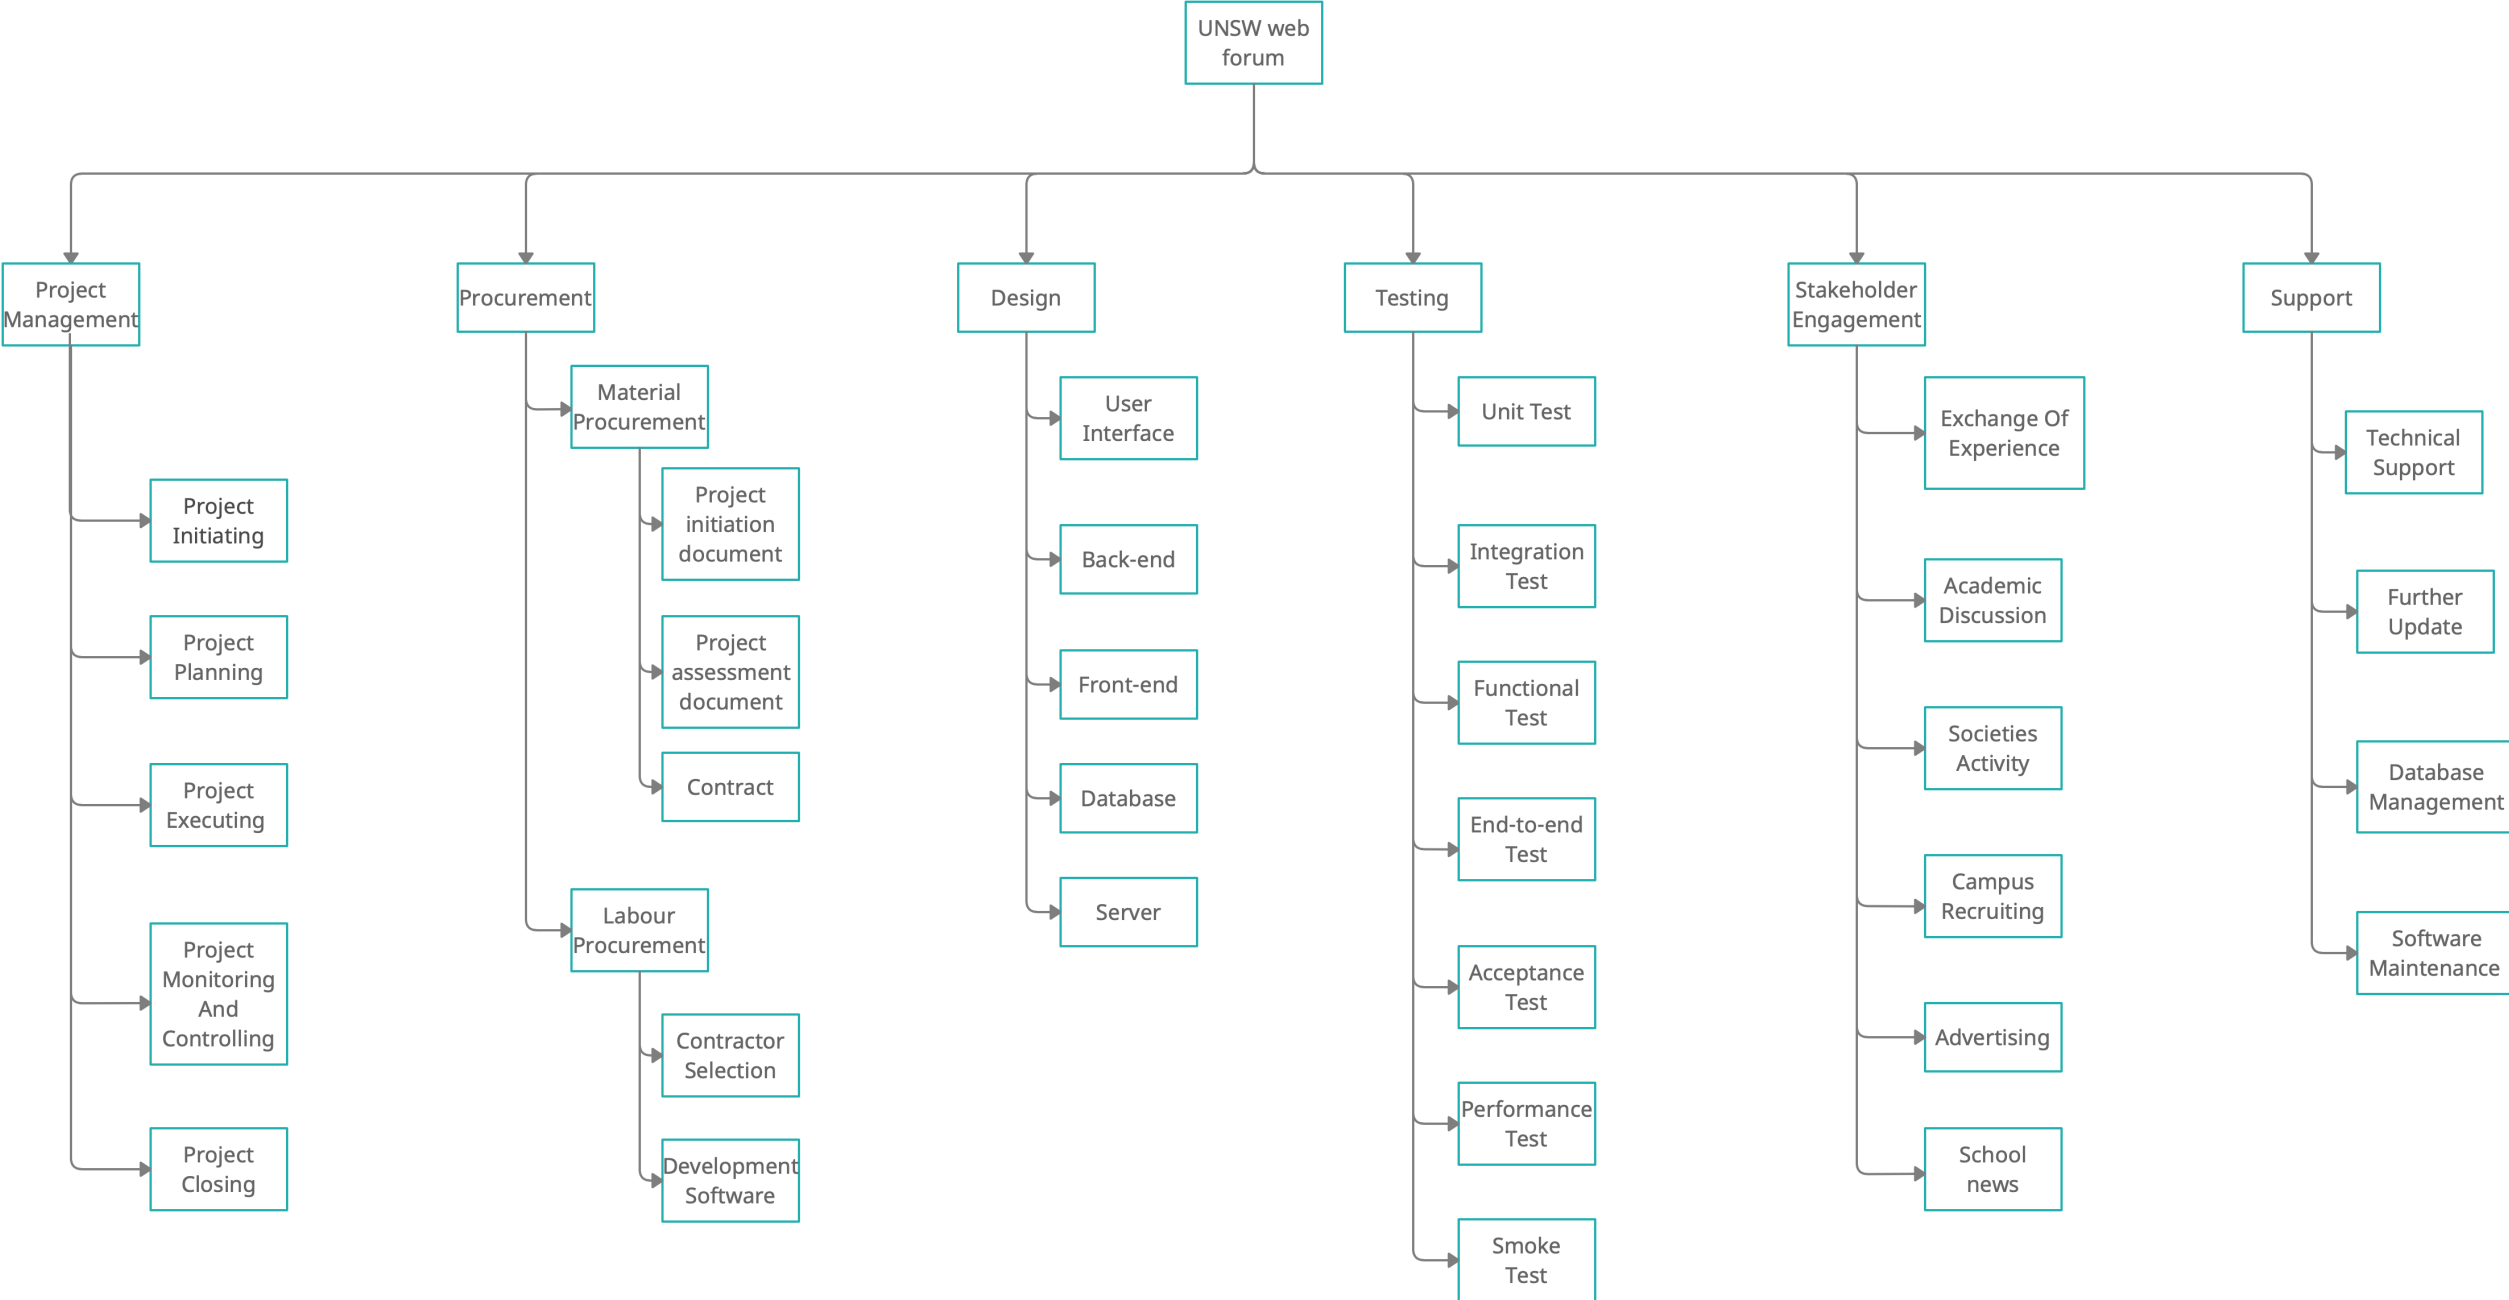 UNSW web
forum
Project
Management
Project
Initiating
Project
Planning
Project
Executing
Project
Monitoring
And
Controlling
Project
Closing
Procurement
Material
Procurement
Project
initiation
document
Project
assessment
document
Contract
Labour
Procurement
Contractor
Selection
Development
Software
Design
User
Interface
Back-end
Front-end
Database
Server
Testing
Unit Test
Integration
Test
Functional
Test
End-to-end
Test
Acceptance
Test
Performance
Test
Smoke
Test
Stakeholder
Engagement
Exchange Of
Experience
Academic
Discussion
Societies
Activity
Campus
Recruiting
Advertising
School
news
Support
Technical
Support
Further
Update
Database
Management
Software
Maintenance